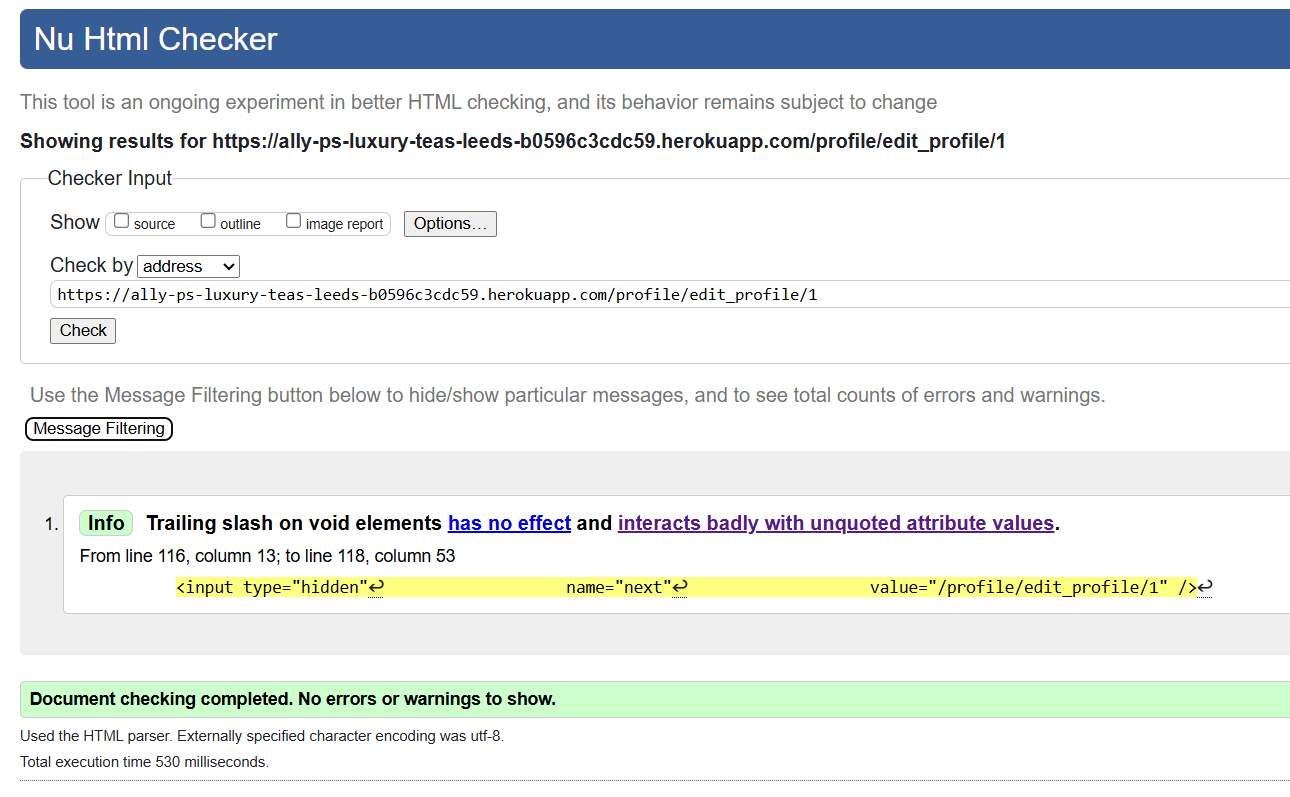 Nu Html Checker
This tool is an ongoing experiment in better HTML checking, and its behavior remains subject to change
Showing results for https://ally-ps-luxury-teas-leeds-b0596c3cdc59.herokuapp.com/profile/edit_profile/1
Checker Input
Show source outline image report Options...
Check by address
https://ally-ps-luxury-teas-leeds-b0596c3cdc59.herokuapp.com/profile/edit_profile/1
Check
Use the Message Filtering button below to hide/show particular messages, and to see total counts of errors and warnings.
Message Filtering
1. Info Trailing slash on void elements has no effect and interacts badly with unquoted attribute values.
From line 116, column 13; to line 118, column 53
<input type="hidden"↩ name="next"↩ value="/profile/edit_profile/1" />↩
Document checking completed. No errors or warnings to show.
Used the HTML parser. Externally specified character encoding was utf-8.
Total execution time 530 milliseconds.